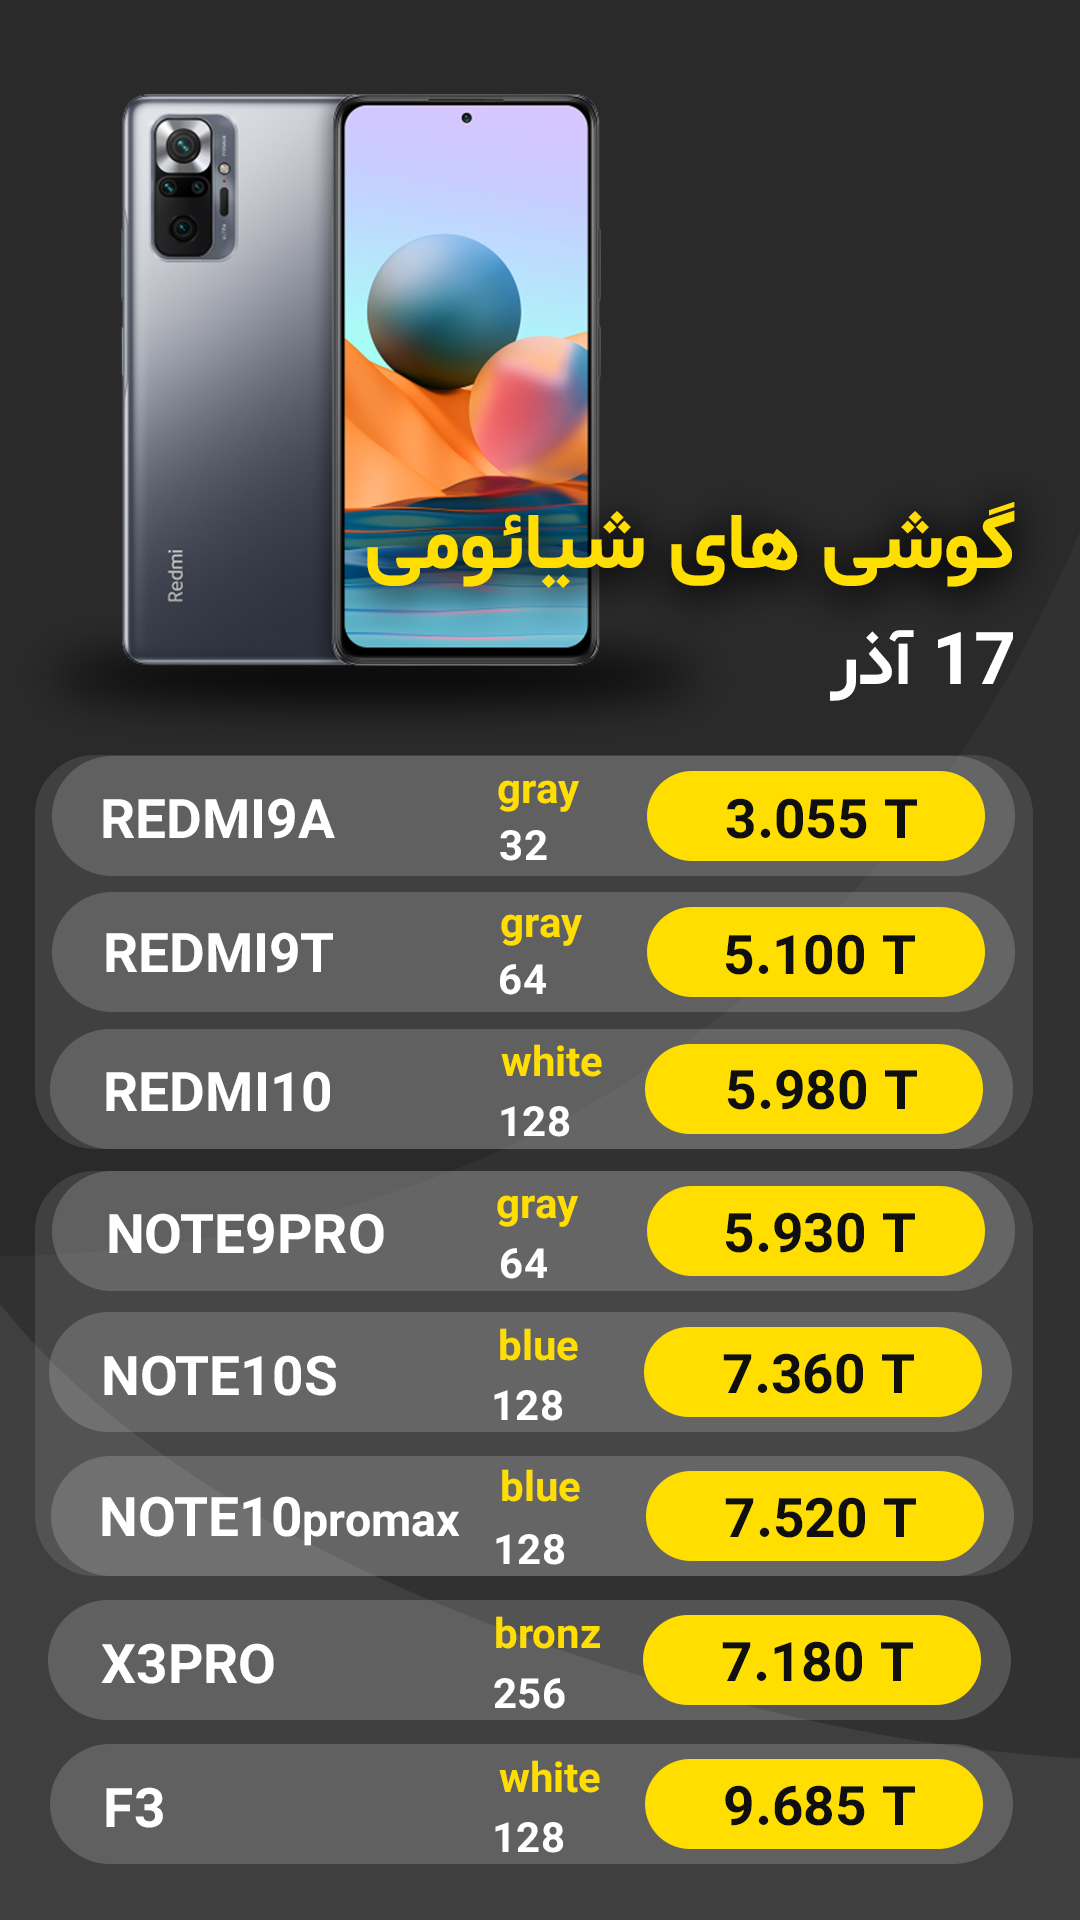 Redmi
گوشی های شیائومی
17 آذر
REDMI9A
gray
32
3.055 T
REDMI9T
gray
64
5.100 T
REDMI10
white
128
5.980 T
NOTE9PRO
gray
64
5.930 T
NOTE10S
blue
128
7.360 T
NOTE10promax
blue
128
7.520 T
X3PRO
bronz
256
7.180 T
F3
white
128
9.685 T